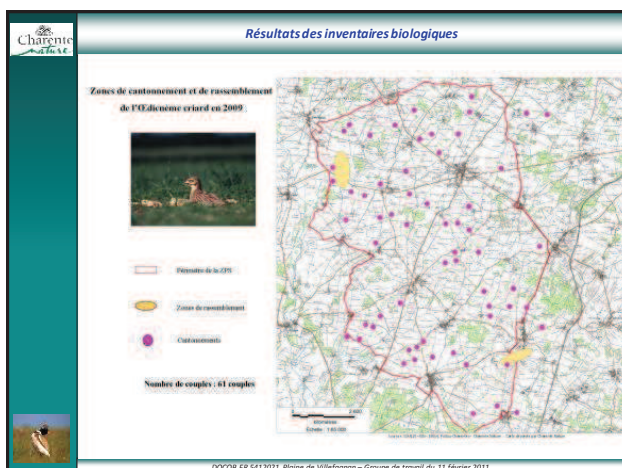 Charente
nature
Résultats des inventaires biologiques
Zones de cantonnement et de rassemblement
de l'Œdicnème criard en 2009
Périmètre de la ZPS
Zones de rassemblement
Cantonnements
Nombre de couples : 61 couples
kilomètres
DOCOB FR 5412021 Plaine de Villefagnan – Groupe de travail du 11 février 2011